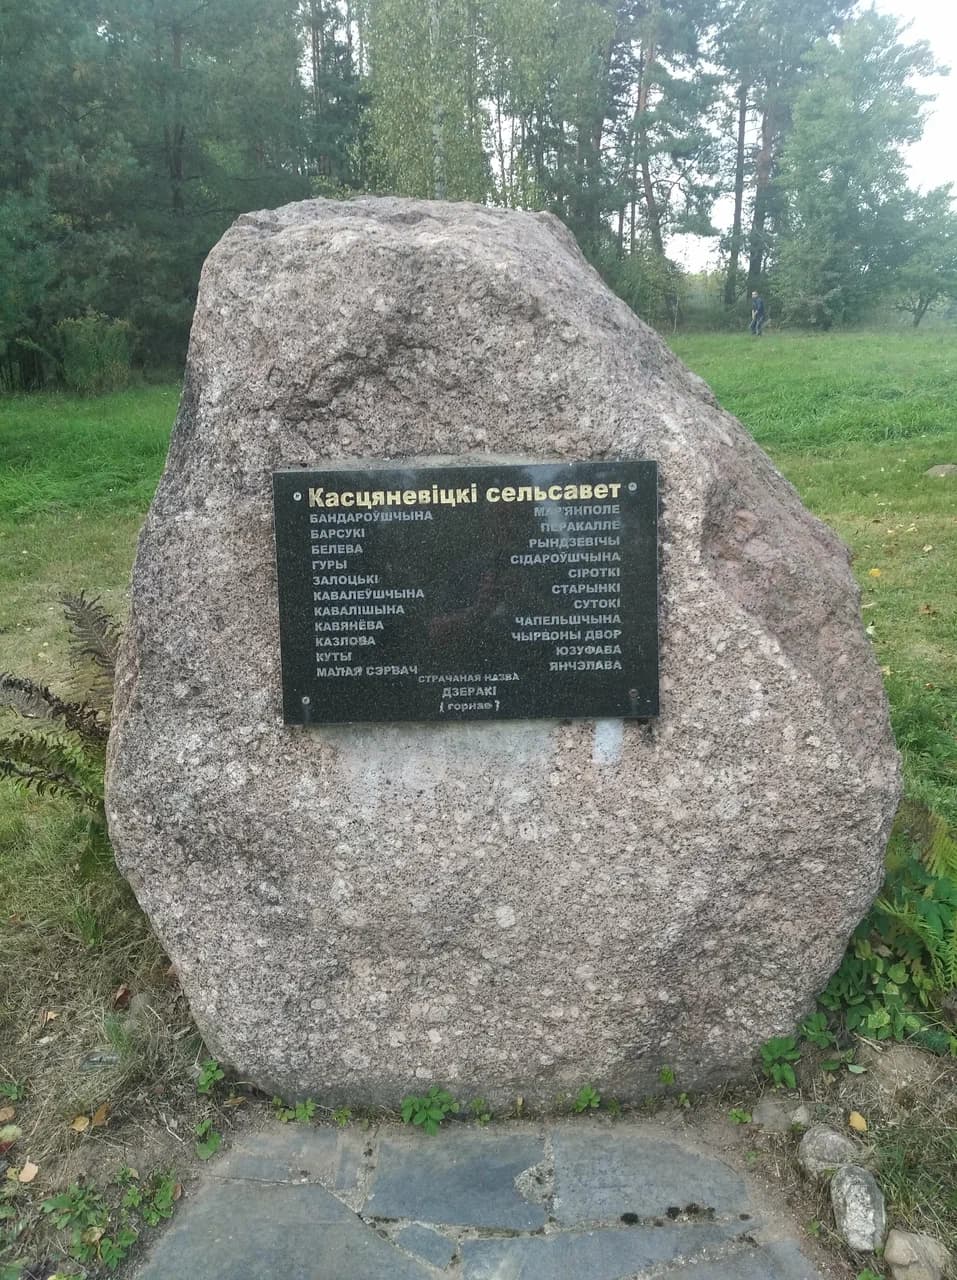 Касцяневіцкі сельсавет
БАНДАРОЎШЧЫНА
БАРСУКІ
БЕЛЕВА
ГУРЫ
ЗАЛОЦЬКІ
КАВАЛЕЎШЧЫНА
КАВАЛІШЫНА
КАВЯНЁВА
КАЗЛОВА
КУТЫ
МАЛАЯ СЭРВАЧ
МАР'ЯНПОЛЕ
ПЕРАКАЛЛЕ
РЫНДЗЕВІЧЫ
СІДАРОЎШЧЫНА
СІРОТКІ
СТАРЫНКІ
СУТОКІ
ЧАПЕЛЬШЧЫНА
ЧЫРВОНЫ ДВОР
ЮЗУФАВА
ЯНЧЭЛАВА
СТРАЧАНАЯ НАЗВА
ДЗЕРАКІ
(горнае)